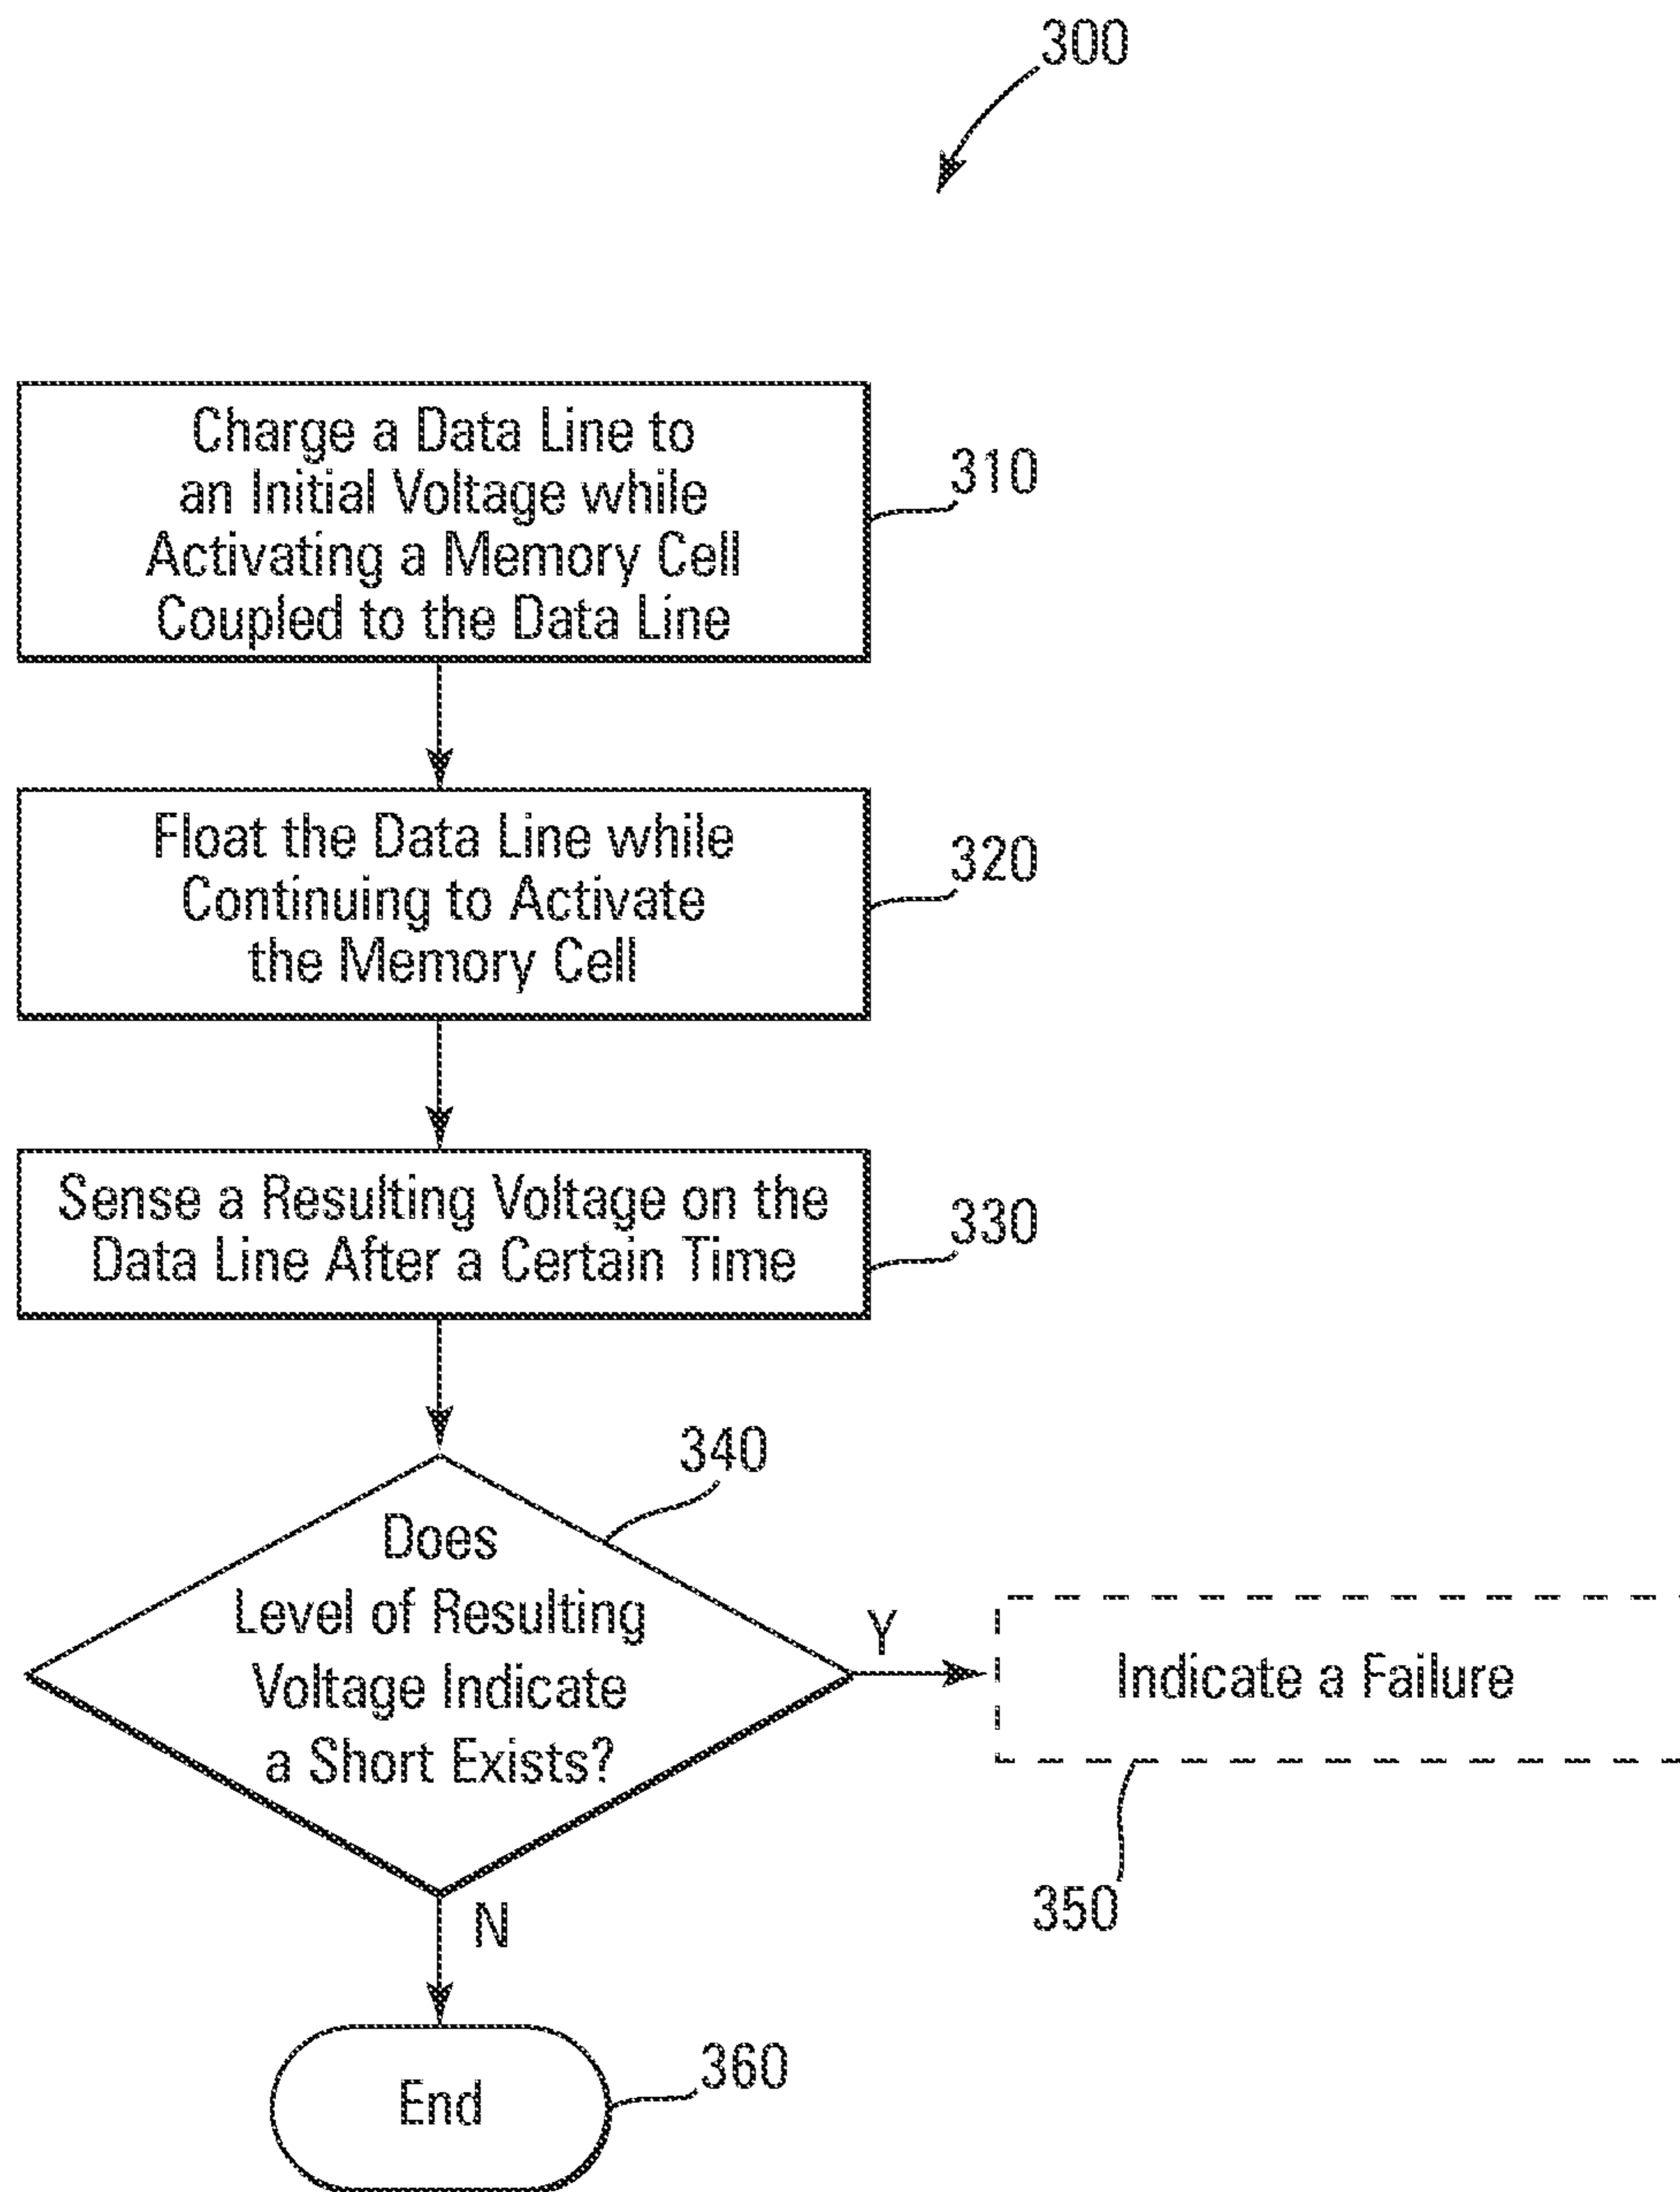 300
Charge a Data Line to
an Initial Voltage while
Activating a Memory Cell
Coupled to the Data Line
310
Float the Data Line while
Continuing to Activate
the Memory Cell
320
Sense a Resulting Voltage on the
Data Line After a Certain Time
330
340
Does
Level of Resulting
Voltage Indicate
a Short Exists?
Y
Indicate a Failure
350
N
End
360